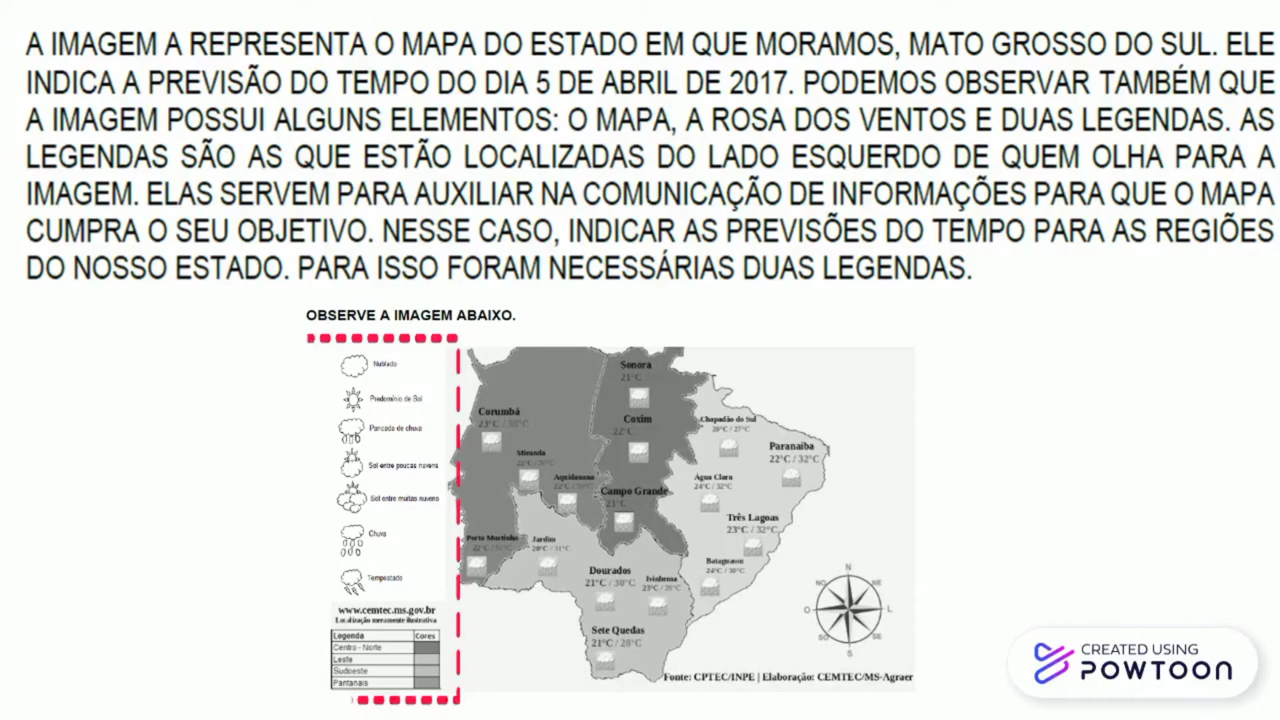 A IMAGEM A REPRESENTA O MAPA DO ESTADO EM QUE MORAMOS, MATO GROSSO DO SUL. ELE
INDICA A PREVISÃO DO TEMPO DO DIA 5 DE ABRIL DE 2017. PODEMOS OBSERVAR TAMBÉM QUE
A IMAGEM POSSUI ALGUNS ELEMENTOS: O MAPA, A ROSA DOS VENTOS E DUAS LEGENDAS. AS
LEGENDAS SÃO AS QUE ESTÃO LOCALIZADAS DO LADO ESQUERDO DE QUEM OLHA PARA A
IMAGEM. ELAS SERVEM PARA AUXILIAR NA COMUNICAÇÃO DE INFORMAÇÕES PARA QUE O MAPA
CUMPRA O SEU OBJETIVO. NESSE CASO, INDICAR AS PREVISÕES DO TEMPO PARA AS REGIÕES
DO NOSSO ESTADO. PARA ISSO FORAM NECESSÁRIAS DUAS LEGENDAS.
OBSERVE A IMAGEM ABAIXO.
Nublado
Predomínio de Sol
Pancada de chuva
Sol entre poucas nuvens
Sol entre muitas nuvens
Chuva
Tempestade
www.cemtec.ms.gov.br
Localização meramente ilustrativa
Legenda Cores
Centro - Norte
Leste
Sudoeste
Pantanais
Sonora
21°C
Corumbá
23°C
Coxim
22°C
Chapadão do Sul
20°C / 27°C
Paranaíba
22°C / 32°C
Miranda
Aquidauana
Água Clara
24°C / 32°C
Campo Grande
21°C
Três Lagoas
23°C / 32°C
Porto Murtinho
Jardim
20°C / 31°C
Bataguassu
24°C / 30°C
Dourados
21°C / 30°C
Ivinhema
Sete Quedas
21°C / 28°C
N
NO NE
O L
SO SE
S
Fonte: CPTEC/INPE | Elaboração: CEMTEC/MS-Agraer
CREATED USING
POWTOON